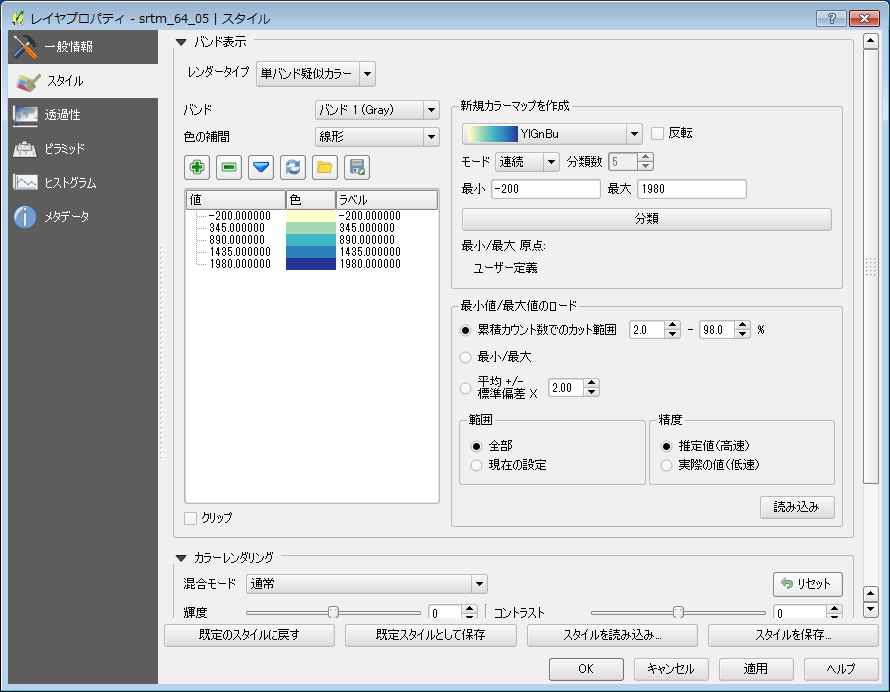 レイヤプロパティ - srtm_64_05 | スタイル
一般情報
スタイル
透過性
ピラミッド
ヒストグラム
メタデータ
バンド表示
レンダータイプ 単バンド疑似カラー
バンド バンド 1 (Gray)
色の補間 線形
値 色 ラベル
-200.000000 -200.000000
345.000000 345.000000
890.000000 890.000000
1435.000000 1435.000000
1980.000000 1980.000000
クリップ
新規カラーマップを作成
YlGnBu 反転
モード 連続 分類数 5
最小 -200 最大 1980
分類
最小/最大 原点:
ユーザー定義
最小値/最大値のロード
累積カウント数でのカット範囲 2.0 - 98.0 %
最小/最大
平均 +/-
標準偏差 × 2.00
範囲
全部
現在の設定
精度
推定値(高速)
実際の値(低速)
読み込み
カラーレンダリング
混合モード 通常 リセット
輝度 0 コントラスト 0
既定のスタイルに戻す 既定スタイルとして保存 スタイルを読み込み... スタイルを保存...
OK キャンセル 適用 ヘルプ